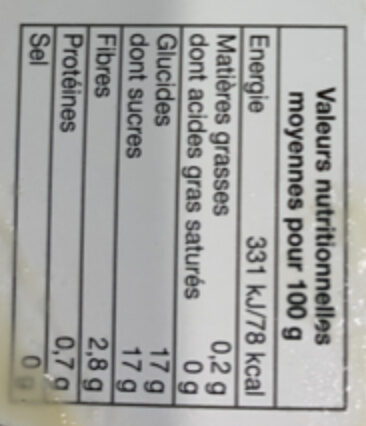 Valeurs nutritionnelles
moyennes pour 100 g
Energie 331 kJ/78 kcal
Matières grasses 0,2 g
dont acides gras saturés 0 g
Glucides 17 g
dont sucres 17 g
Fibres 2,8 g
Protéines 0,7 g
Sel 0 g